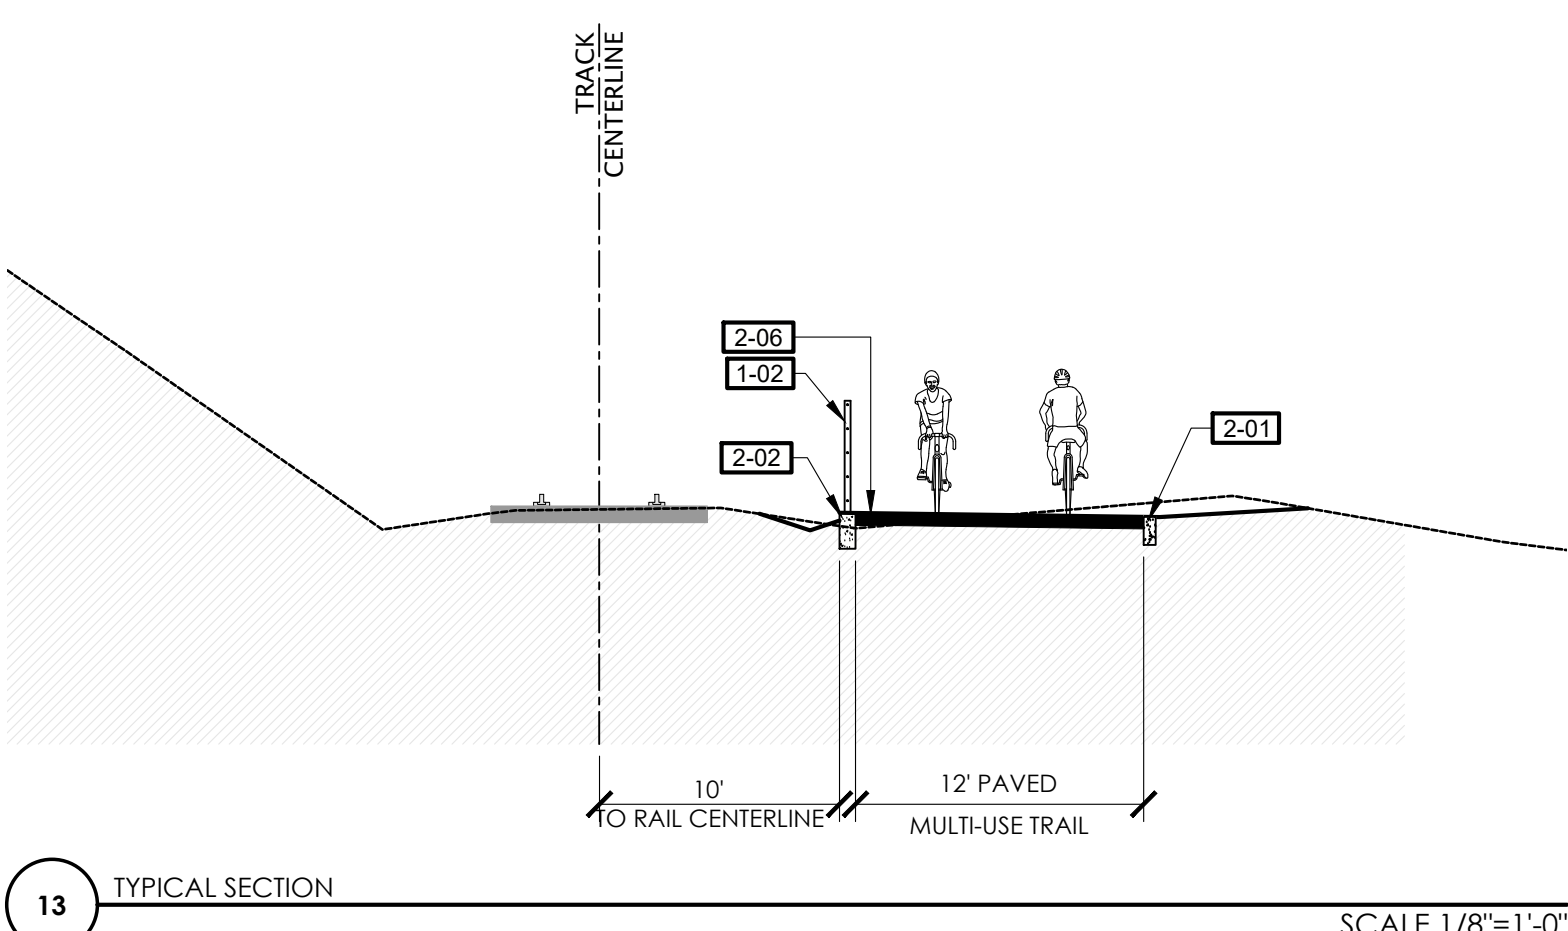 TRACK
CENTERLINE
2-06
1-02
2-02
2-01
10'
TO RAIL CENTERLINE
12' PAVED
MULTI-USE TRAIL
13
TYPICAL SECTION
SCALE 1/8"=1'-0"